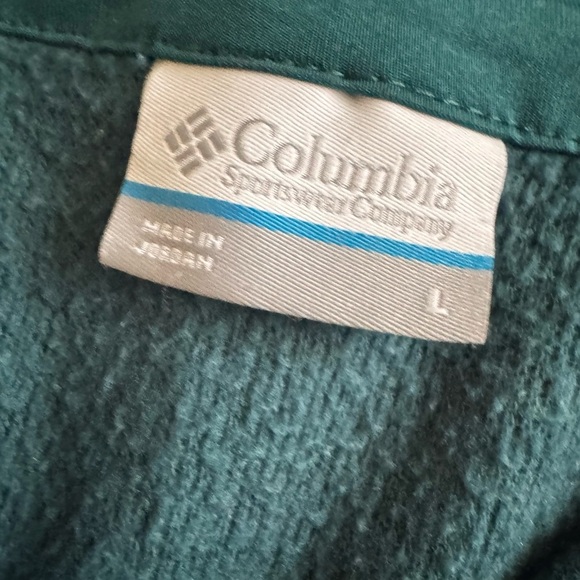 Columbia
Sportswear Company
MADE IN
JORDAN
L